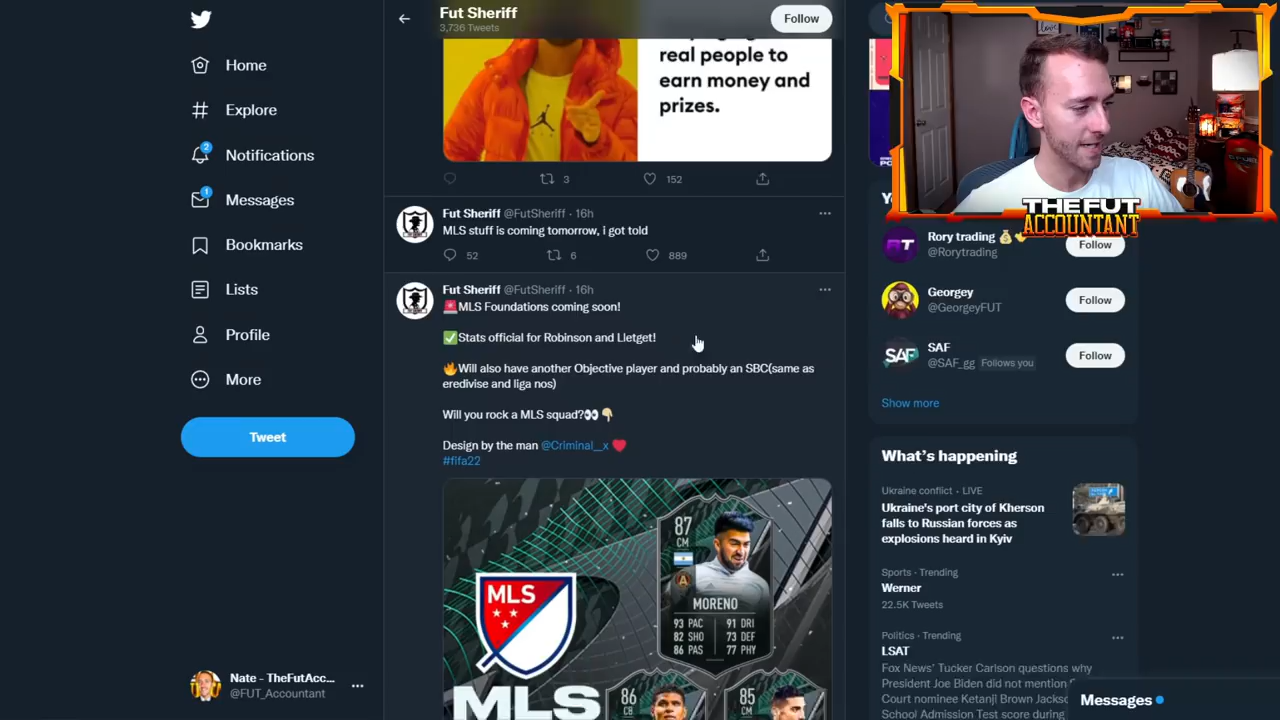 Fut Sheriff
3,736 Tweets
Follow
Home
Explore
2
Notifications
1
Messages
Bookmarks
Lists
Profile
More
Tweet
Nate - TheFutAcc...
@FUT_Accountant
real people to
earn money and
prizes.
3
152
Fut Sheriff @FutSheriff · 16h
MLS stuff is coming tomorrow, i got told
52
6
889
Fut Sheriff @FutSheriff · 16h
🚨MLS Foundations coming soon!
✅Stats official for Robinson and Lletget!
🔥Will also have another Objective player and probably an SBC(same as
eredivise and liga nos)
Will you rock a MLS squad?👀👇🏼
Design by the man @Criminal__x ❤️
#fifa22
MLS
87
CM
MORENO
93 PAC
91 DRI
82 SHO
73 DEF
86 PAS
77 PHY
MLS
86
CB
85
CM
THE FUT
ACCOUNTANT
Rory trading 💰
@Rorytrading
Follow
Georgey
@GeorgeyFUT
Follow
SAF
SAF
@SAF_gg Follows you
Follow
Show more
What's happening
Ukraine conflict · LIVE
Ukraine's port city of Kherson
falls to Russian forces as
explosions heard in Kyiv
Sports · Trending
Werner
22.5K Tweets
Politics · Trending
LSAT
Fox News' Tucker Carlson questions why
President Joe Biden did not mention
Court nominee Ketanji Brown Jacks
School Admission Test score during
Messages